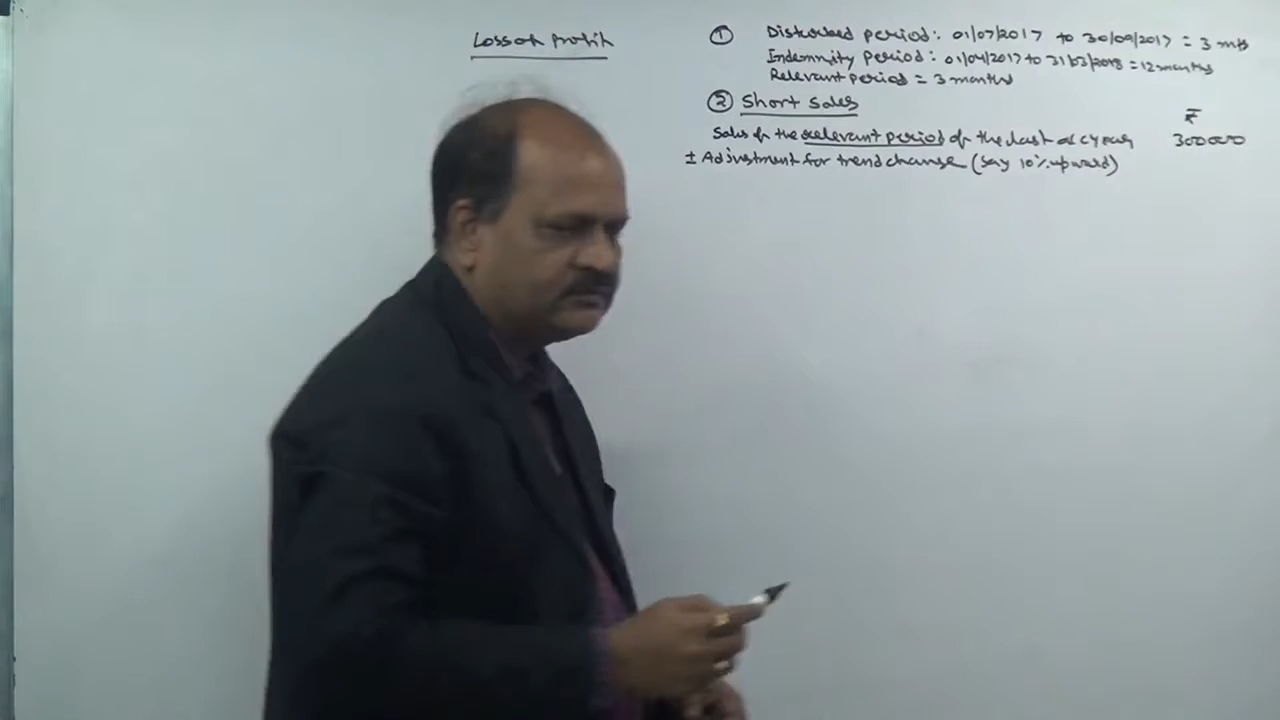 Loss of Profit
① Disturbed period: 01/07/2017 to 30/09/2017 = 3 mts
Indemnity period: 01/04/2017 to 31/03/2018 = 12 months
Relevant period = 3 months
② Short Sales
₹
Sales of the relevant period of the last accy year 300000
± Adjustment for trend change (say 10% upward)